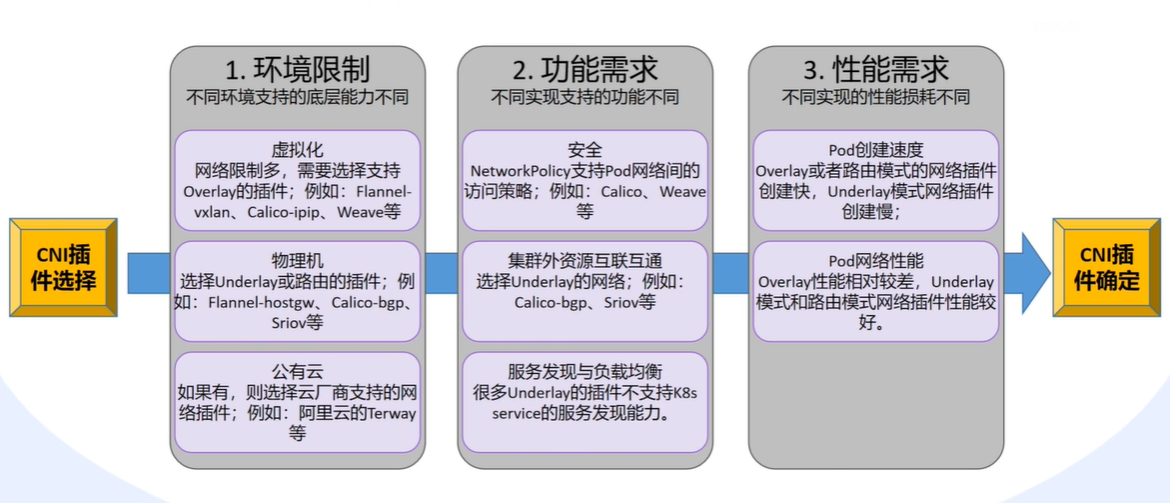 CNI插
件选择
1. 环境限制
不同环境支持的底层能力不同
虚拟化
网络限制多，需要选择支持
Overlay的插件；例如：Flannel-
vxlan、Calico-ipip、Weave等
物理机
选择Underlay或路由的插件；例
如：Flannel-hostgw、Calico-bgp、
Sriov等
公有云
如果有，则选择云厂商支持的网
络插件；例如：阿里云的Terway
等
2. 功能需求
不同实现支持的功能不同
安全
NetworkPolicy支持Pod网络间的
访问策略；例如：Calico、Weave
等
集群外资源互联互通
选择Underlay的网络；例如：
Calico-bgp、Sriov等
服务发现与负载均衡
很多Underlay的插件不支持K8s
service的服务发现能力。
3. 性能需求
不同实现的性能损耗不同
Pod创建速度
Overlay或者路由模式的网络插件
创建快，Underlay模式网络插件
创建慢；
Pod网络性能
Overlay性能相对较差，Underlay
模式和路由模式网络插件性能较
好。
CNI插
件确定